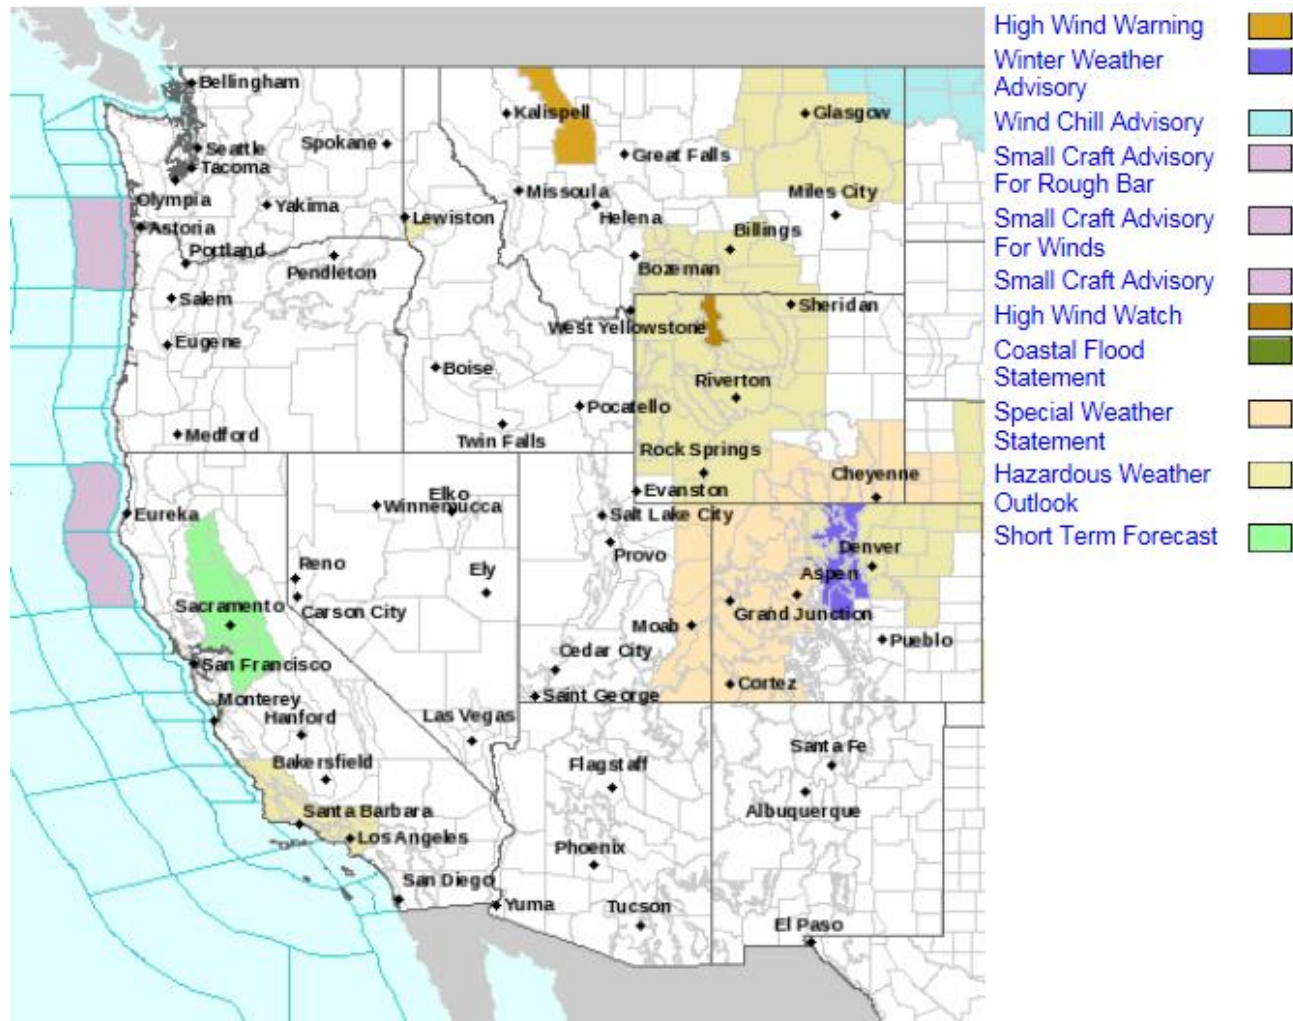 High Wind Warning
Winter Weather
Advisory
Wind Chill Advisory
Small Craft Advisory
For Rough Bar
Small Craft Advisory
For Winds
Small Craft Advisory
High Wind Watch
Coastal Flood
Statement
Special Weather
Statement
Hazardous Weather
Outlook
Short Term Forecast
Bellingham
Kalispell
Glasgow
Seattle
Spokane
Great Falls
Tacoma
Olympia
Yakima
Missoula
Miles City
Lewiston
Helena
Astoria
Billings
Portland
Pendleton
Bozeman
Salem
Sheridan
West Yellowstone
Eugene
Boise
Riverton
Pocatello
Medford
Twin Falls
Rock Springs
Cheyenne
Elko
Evanston
Winnemucca
Eureka
Salt Lake City
Provo
Denver
Reno
Ely
Aspen
Sacramento
Carson City
Grand Junction
Moab
Pueblo
Cedar City
San Francisco
Cortez
Saint George
Monterey
Hanford
Las Vegas
Santa Fe
Bakersfield
Flagstaff
Albuquerque
Santa Barbara
Los Angeles
Phoenix
San Diego
Yuma
Tucson
El Paso